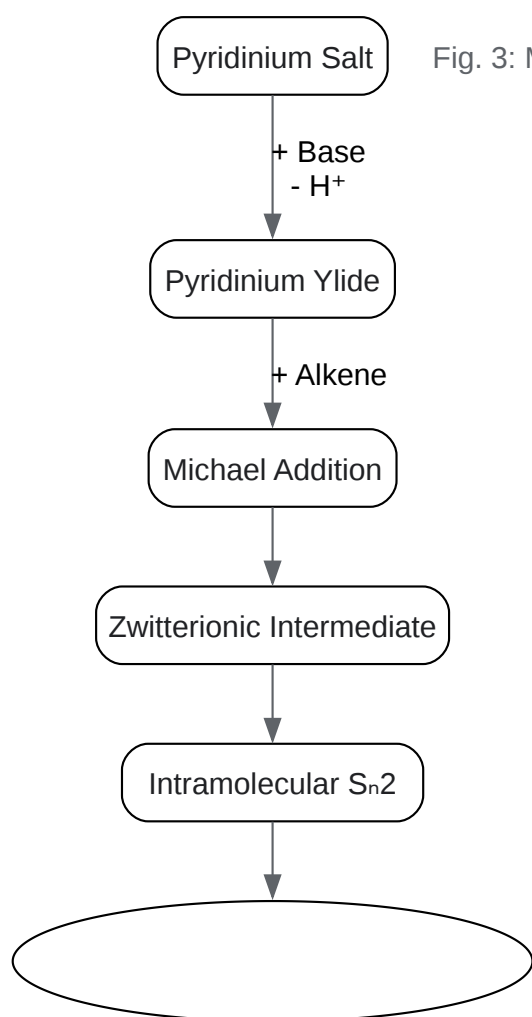 Pyridinium Salt
Fig. 3: M
+ Base
- H⁺
Pyridinium Ylide
+ Alkene
Michael Addition
Zwitterionic Intermediate
Intramolecular Sₙ2